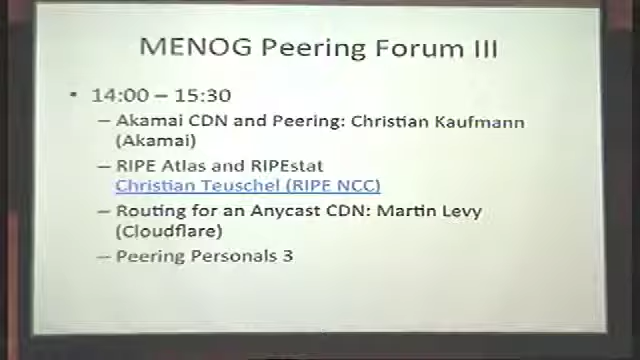 MENOG Peering Forum III
• 14:00 – 15:30
– Akamai CDN and Peering: Christian Kaufmann
(Akamai)
– RIPE Atlas and RIPEstat
Christian Teuschel (RIPE NCC)
– Routing for an Anycast CDN: Martin Levy
(Cloudflare)
– Peering Personals 3